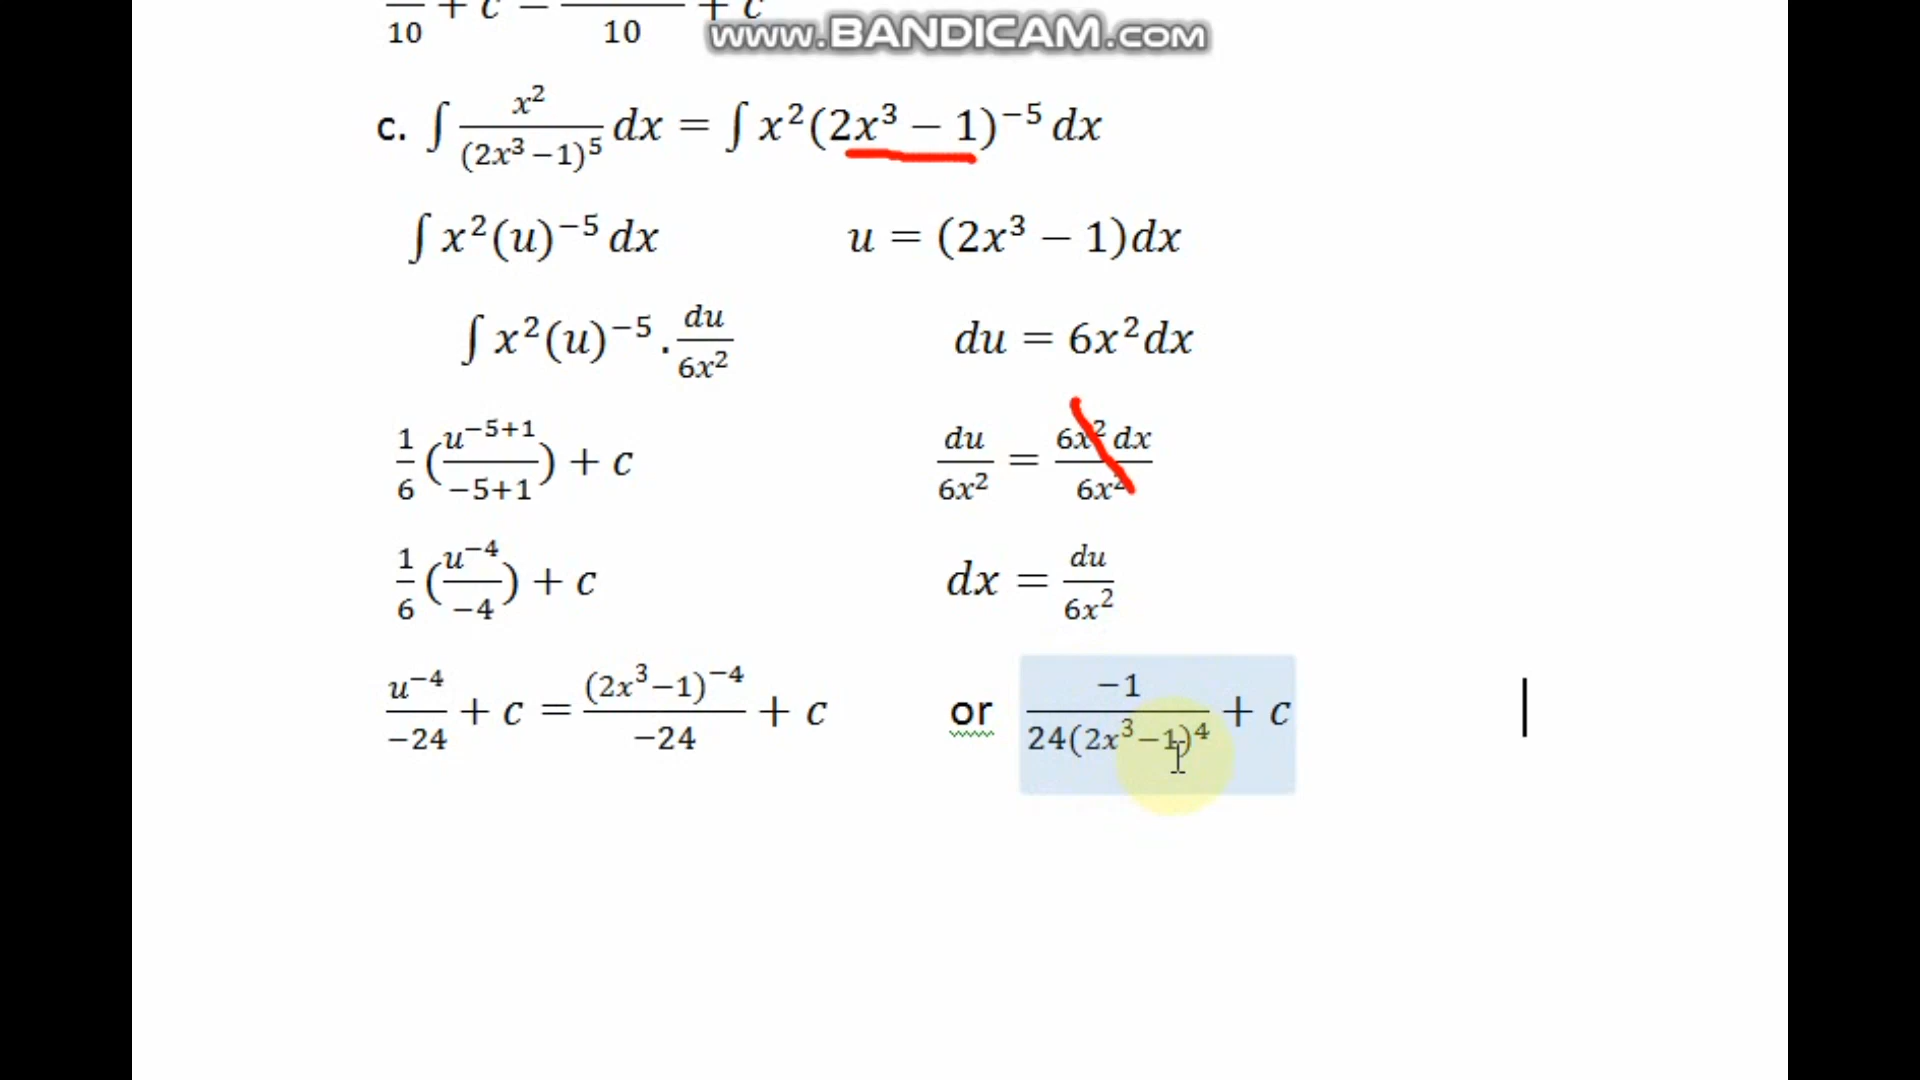 10 + c − 10 + c
www.BANDICAM.com
c. ∫ x²/(2x³−1)⁵ dx = ∫ x²(2x³ − 1)⁻⁵ dx
∫ x²(u)⁻⁵ dx u = (2x³ − 1)dx
∫ x²(u)⁻⁵ . du/6x² du = 6x²dx
1/6 (u⁻⁵⁺¹/−5+1) + c du/6x² = 6x² dx/6x²
1/6 (u⁻⁴/−4) + c dx = du/6x²
u⁻⁴/−24 + c = (2x³−1)⁻⁴/−24 + c or −1/24(2x³−1)⁴ + c